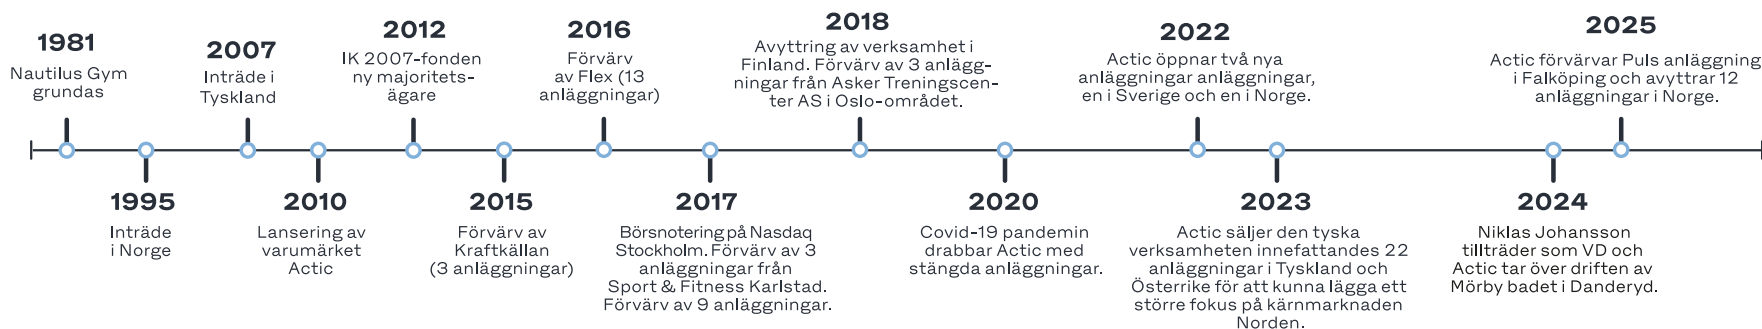 1981
Nautilus Gym
grundas
1995
Inträde
i Norge
2007
Inträde i
Tyskland
2010
Lansering av
varumärket
Actic
2012
IK 2007-fonden
ny majoritets-
ägare
2015
Förvärv av
Kraftkällan
(3 anläggningar)
2016
Förvärv
av Flex (13
anläggningar)
2017
Börsnotering på Nasdaq
Stockholm. Förvärv av 3
anläggningar från
Sport & Fitness Karlstad.
Förvärv av 9 anläggningar.
2018
Avyttring av verksamhet i
Finland. Förvärv av 3 anlägg-
ningar från Asker Treningscen-
ter AS i Oslo-området.
2020
Covid-19 pandemin
drabbar Actic med
stängda anläggningar.
2022
Actic öppnar två nya
anläggningar anläggningar,
en i Sverige och en i Norge.
2023
Actic säljer den tyska
verksamheten innefattandes 22
anläggningar i Tyskland och
Österrike för att kunna lägga ett
större fokus på kärnmarknaden
Norden.
2024
Niklas Johansson
tillträder som VD och
Actic tar över driften av
Mörby badet i Danderyd.
2025
Actic förvärvar Puls anläggning
i Falköping och avyttrar 12
anläggningar i Norge.